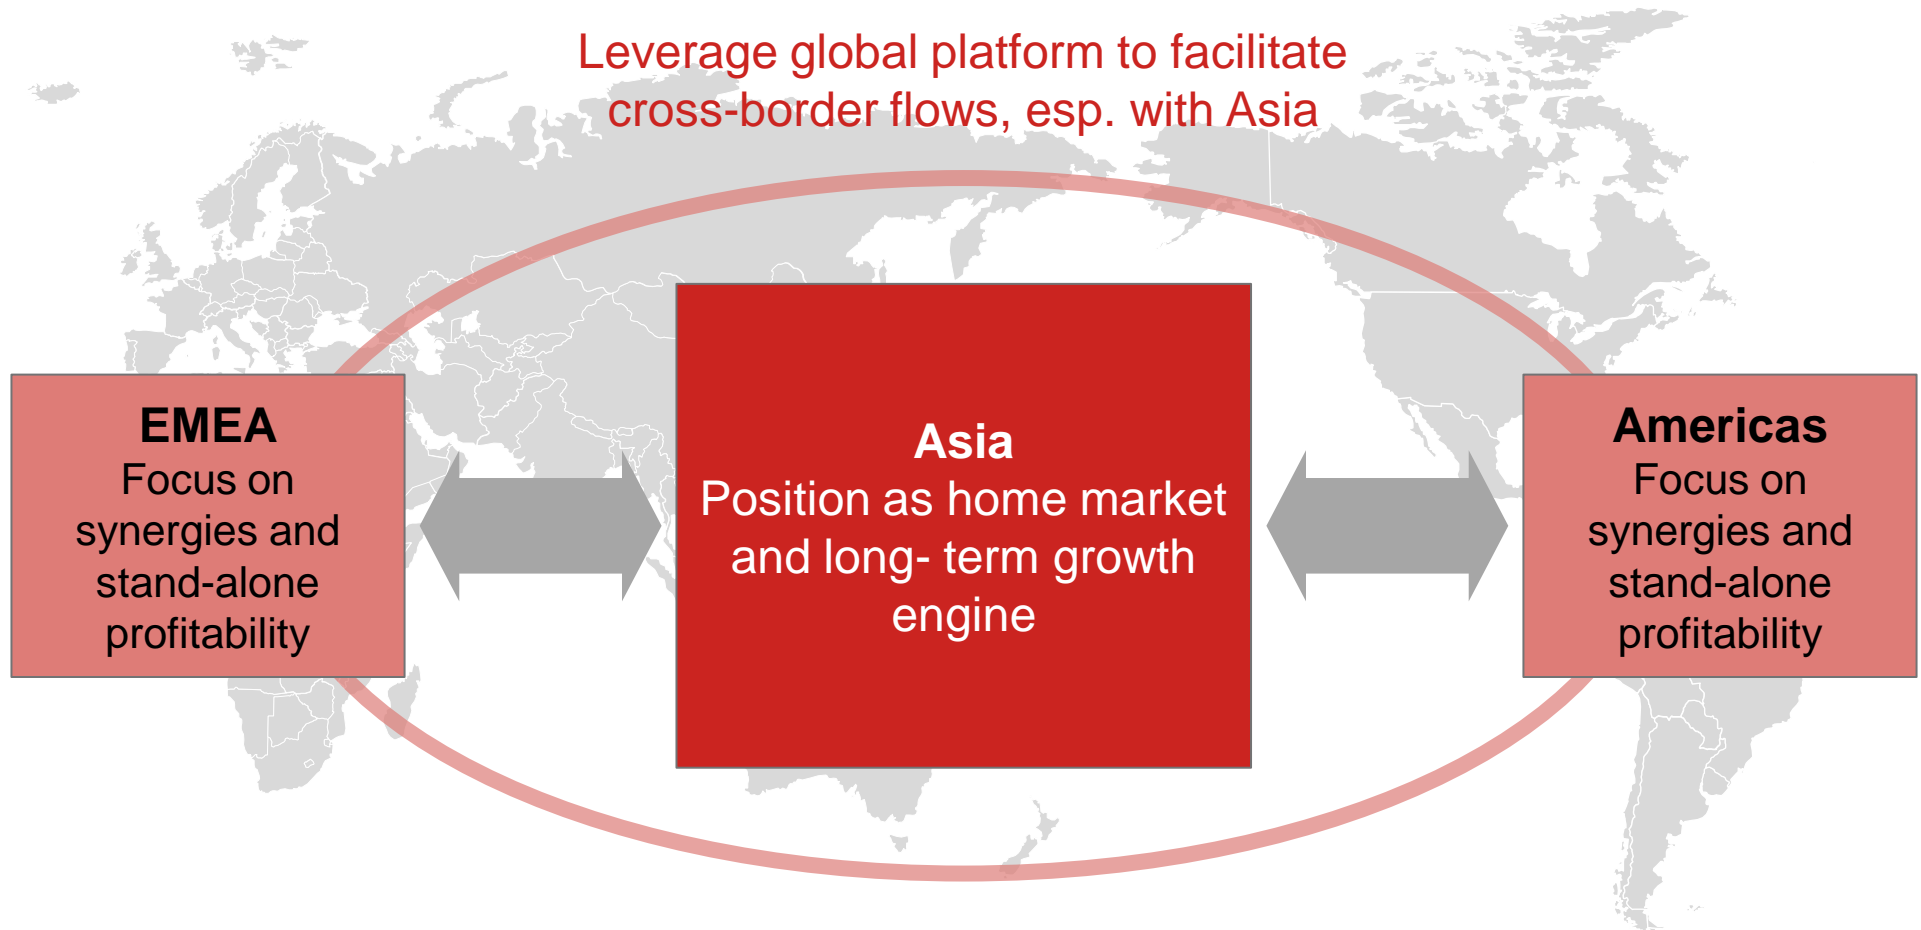 Leverage global platform to facilitate
cross-border flows, esp. with Asia
EMEA
Focus on
synergies and
stand-alone
profitability
Asia
Position as home market
and long- term growth
engine
Americas
Focus on
synergies and
stand-alone
profitability